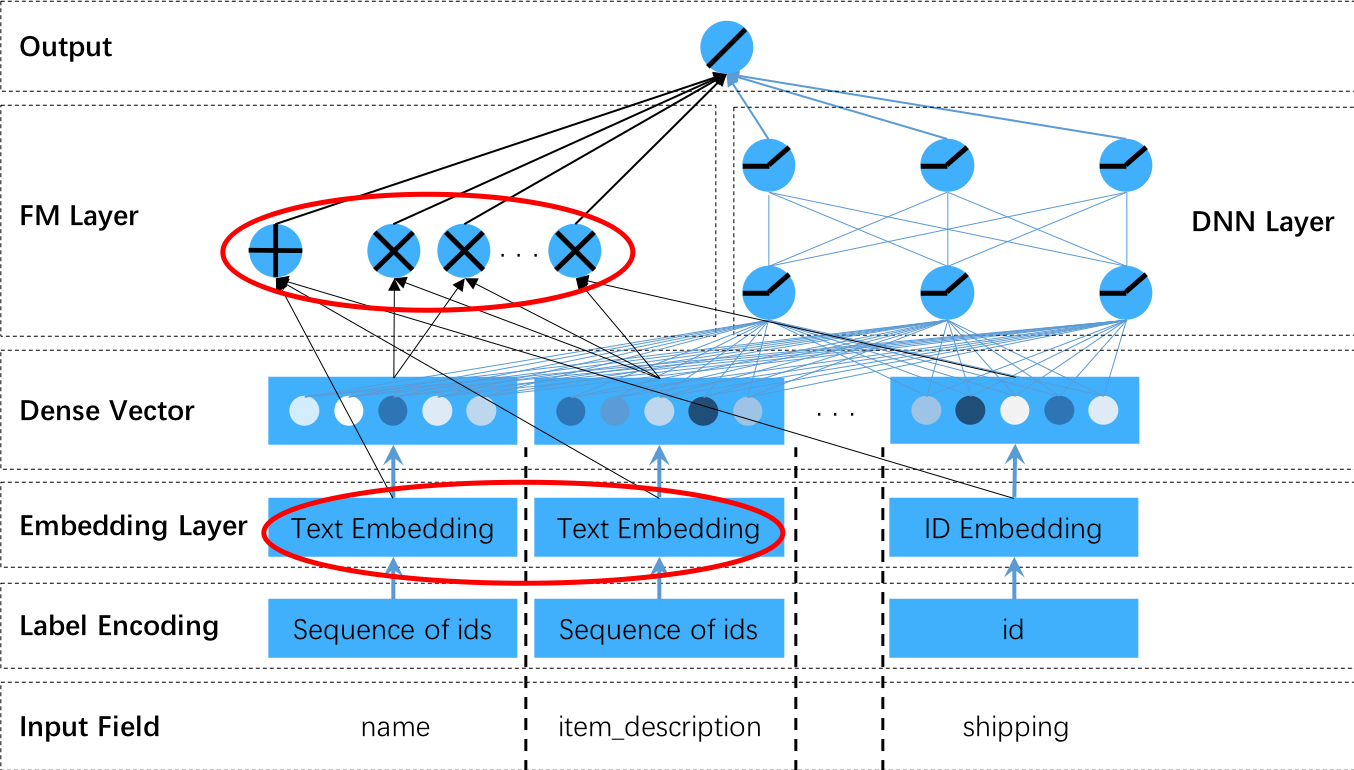 Output
FM Layer
DNN Layer
. . .
Dense Vector
. . .
Embedding Layer
Text Embedding
Text Embedding
ID Embedding
Label Encoding
Sequence of ids
Sequence of ids
id
Input Field
name
item_description
shipping